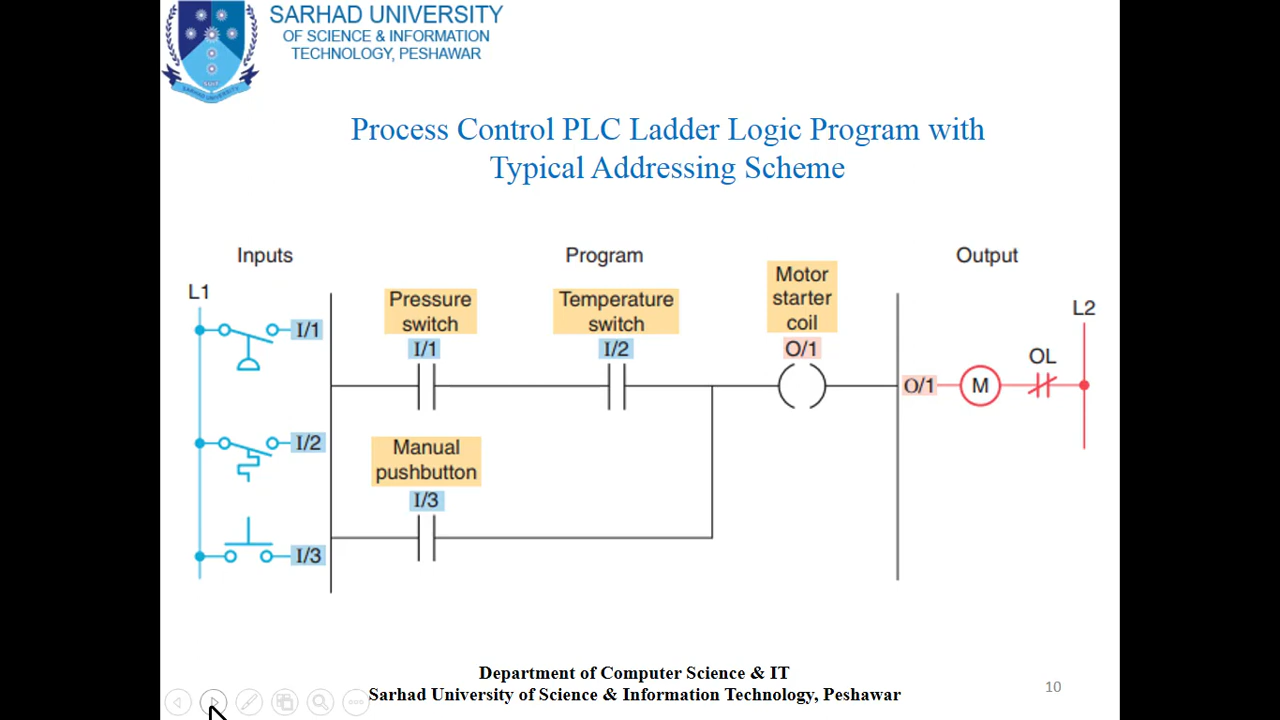 SARHAD UNIVERSITY
OF SCIENCE & INFORMATION
TECHNOLOGY, PESHAWAR
Process Control PLC Ladder Logic Program with
Typical Addressing Scheme
Inputs
Program
Output
L1
I/1
I/2
I/3
Pressure
switch
I/1
Temperature
switch
I/2
Motor
starter
coil
O/1
Manual
pushbutton
I/3
O/1
M
OL
L2
Department of Computer Science & IT
Sarhad University of Science & Information Technology, Peshawar
10